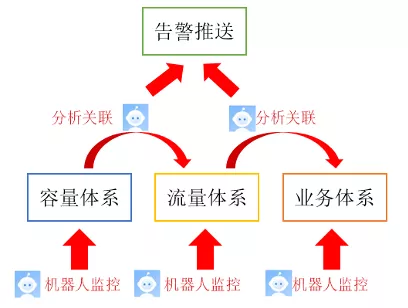 告警推送
分析关联
分析关联
容量体系
流量体系
业务体系
机器人监控
机器人监控
机器人监控